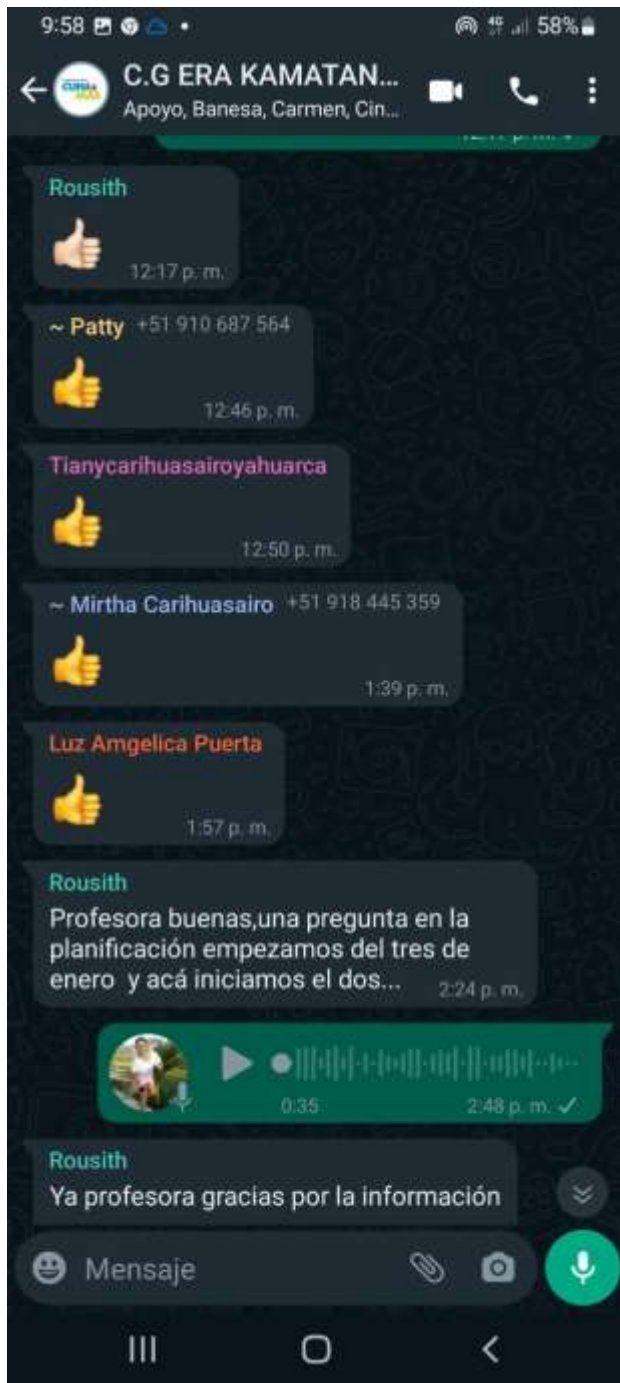 9:58
4G
58%
C.G ERA KAMATAN...
Apoyo, Banesa, Carmen, Cin...
Rousith
12:17 p. m.
~ Patty +51 910 687 564
12:46 p. m.
Tianycarihuasairoyahuarca
12:50 p. m.
~ Mirtha Carihuasairo +51 918 445 359
1:39 p. m.
Luz Amgelica Puerta
1:57 p. m.
Rousith
Profesora buenas,una pregunta en la
planificación empezamos del tres de
enero y acá iniciamos el dos...
2:24 p. m.
0:35
2:48 p. m.
Rousith
Ya profesora gracias por la información
Mensaje